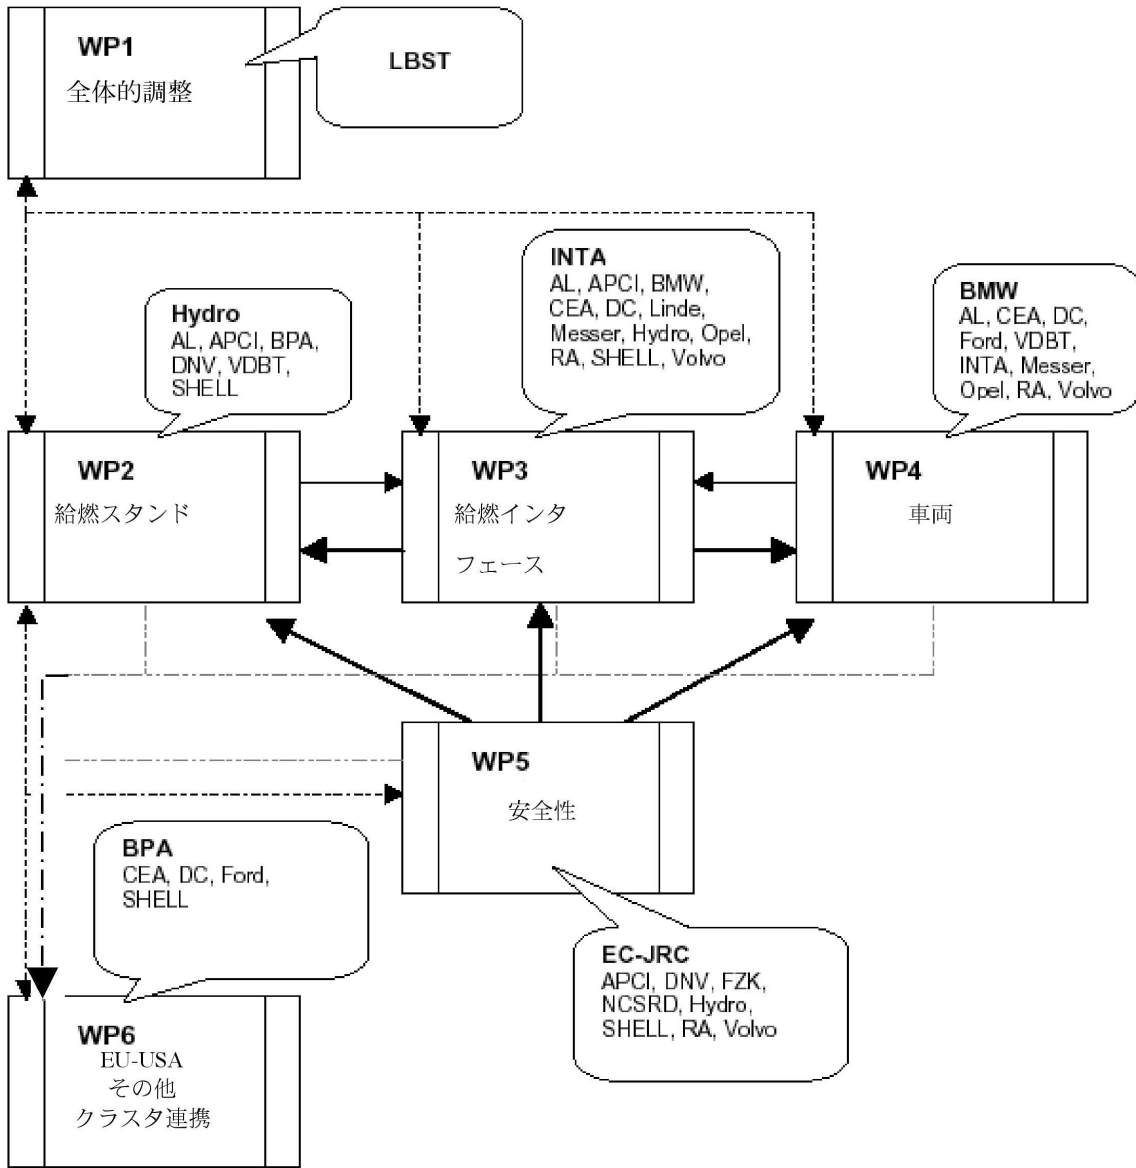 WP1
全体的調整
LBST
Hydro
AL, APCI, BPA,
DNV, VDBT,
SHELL
INTA
AL, APCI, BMW,
CEA, DC, Linde,
Messer, Hydro, Opel,
RA, SHELL, Volvo
BMW
AL, CEA, DC,
Ford, VDBT,
INTA, Messer,
Opel, RA, Volvo
WP2
給燃スタンド
WP3
給燃インタ
フェース
WP4
車両
WP5
安全性
BPA
CEA, DC, Ford,
SHELL
EC-JRC
APCI, DNV, FZK,
NCSRD, Hydro,
SHELL, RA, Volvo
WP6
EU-USA
その他
クラスタ連携